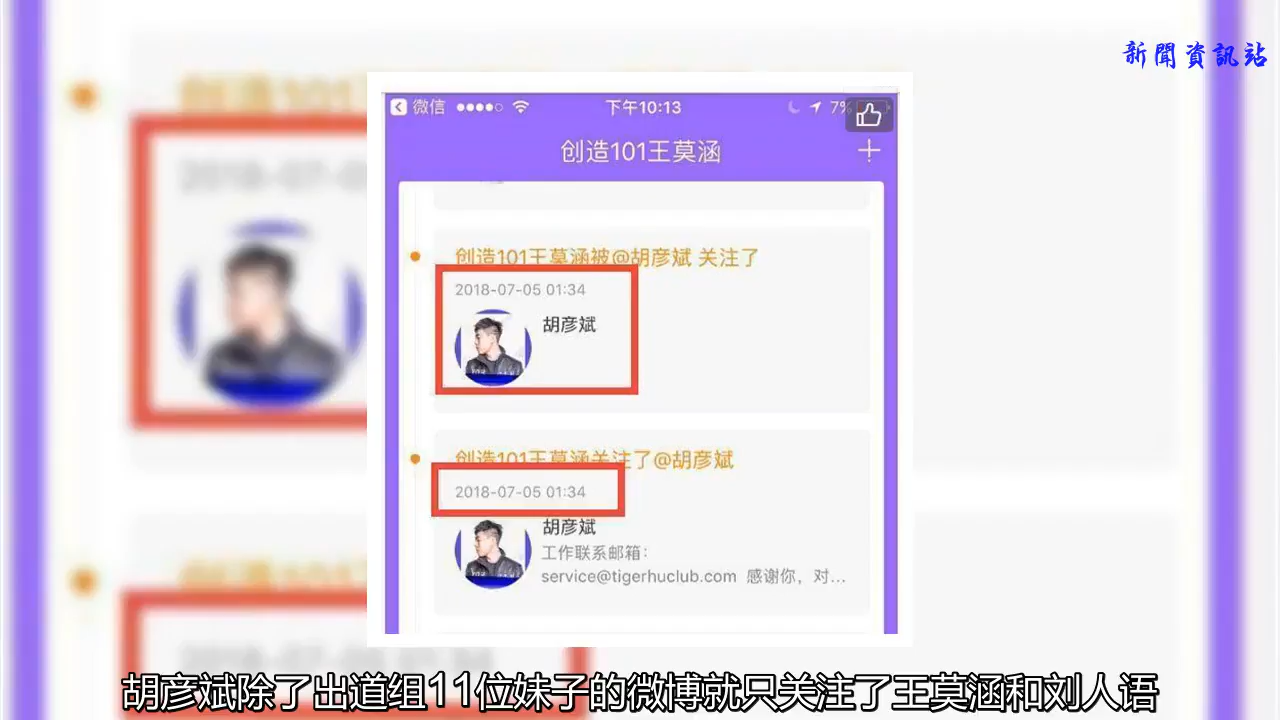 新聞資訊站
微信 下午10:13 7%
创造101王莫涵
创造101王莫涵被@胡彦斌 关注了
2018-07-05 01:34
胡彦斌
创造101王莫涵关注了@胡彦斌
2018-07-05 01:34
胡彦斌
工作联系邮箱：
service@tigerhuclub.com 感谢你，对...
胡彦斌除了出道组11位妹子的微博就只关注了王莫涵和刘人语